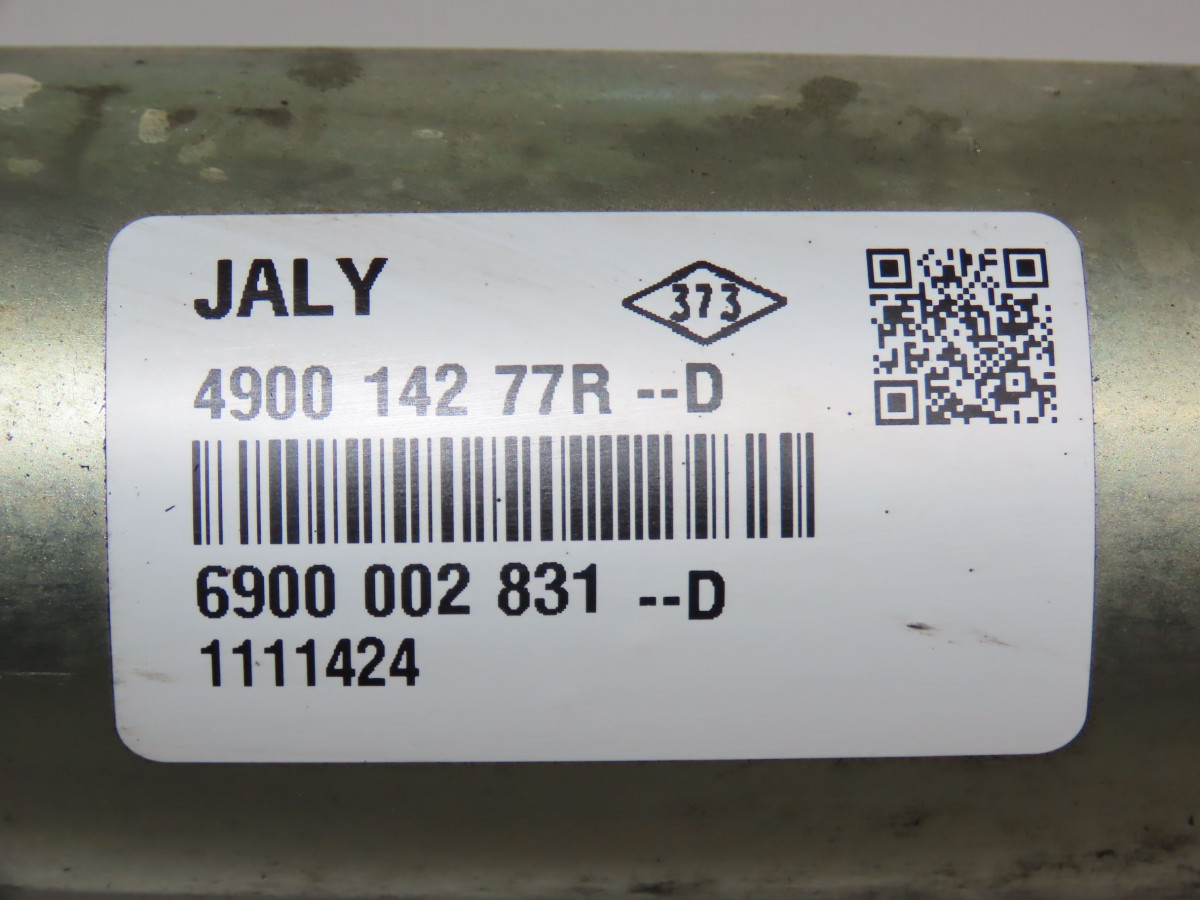 JALY
373
4900 142 77R --D
6900 002 831 --D
1111424